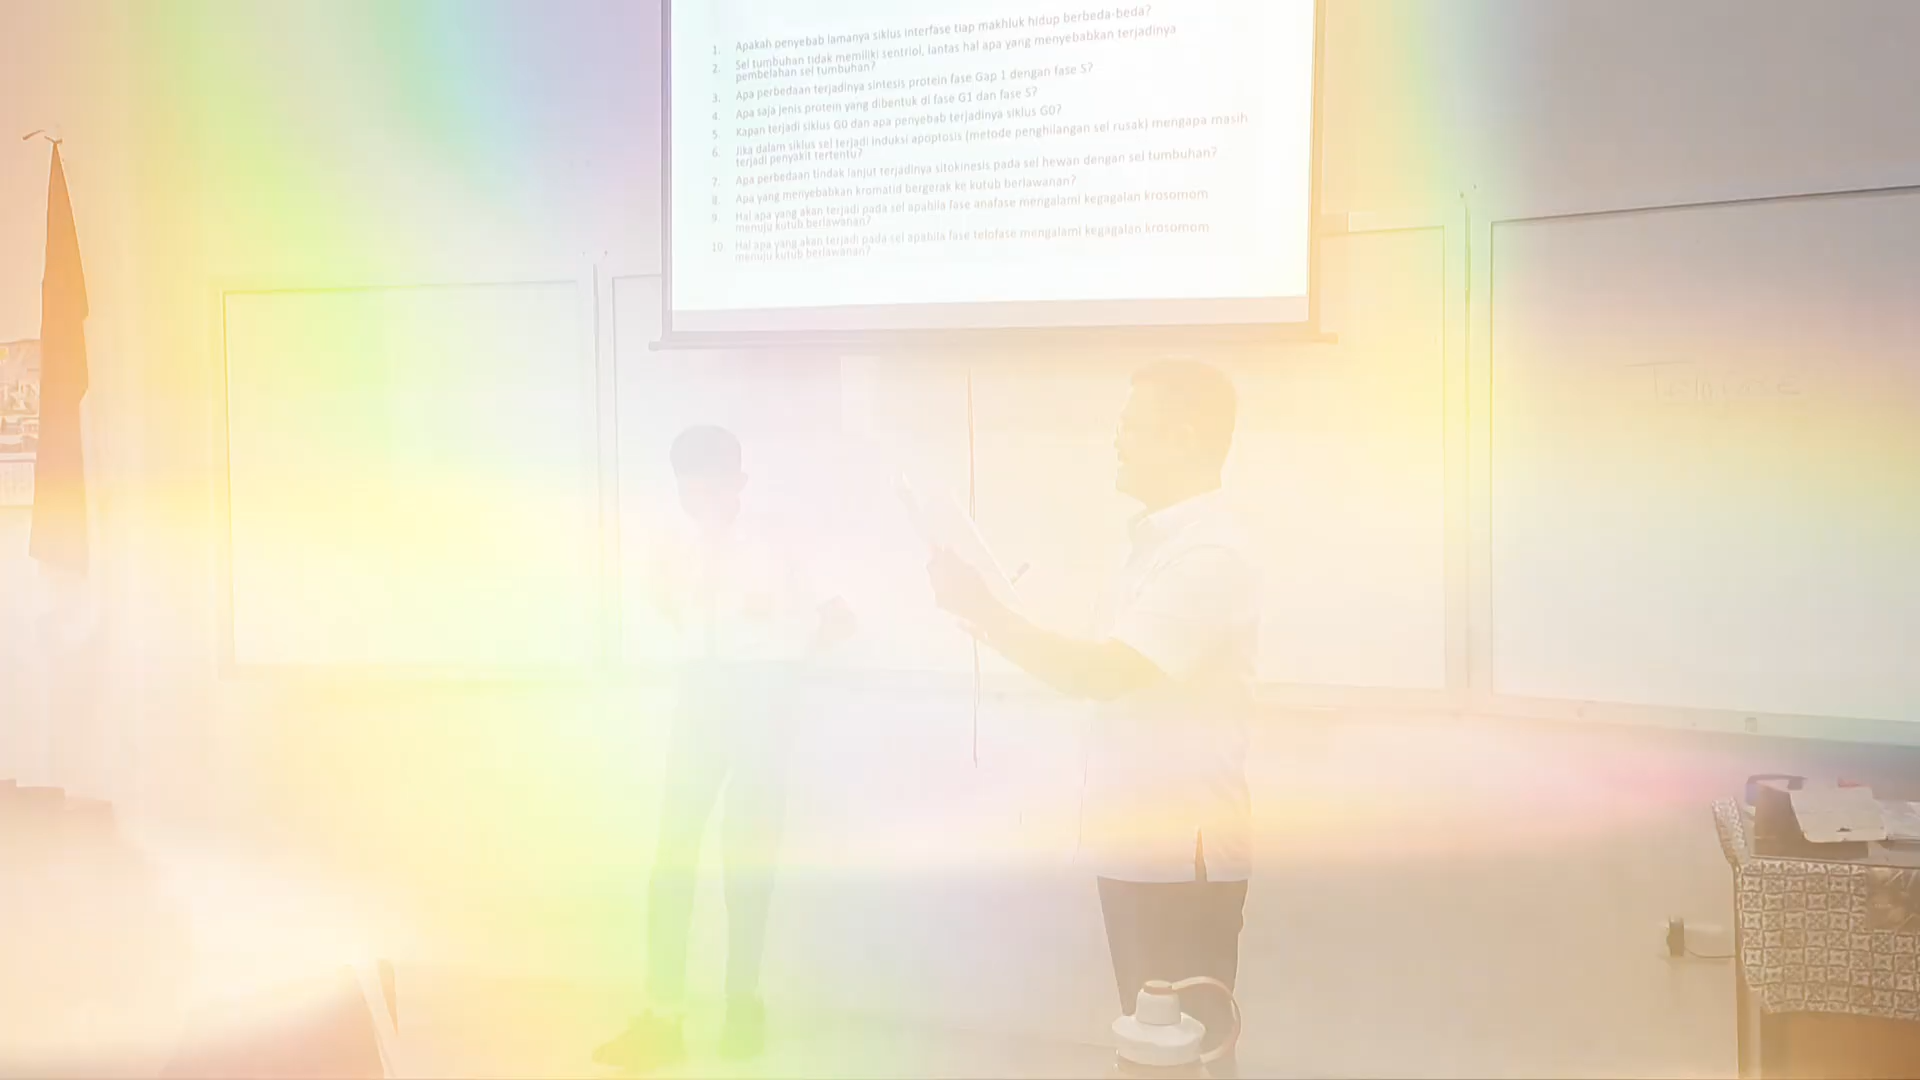 1. Apakah penyebab lamanya siklus interfase tiap makhluk hidup berbeda-beda?
2. Sel tumbuhan tidak memiliki sentriol, lantas hal apa yang menyebabkan terjadinya
pembelahan sel tumbuhan?
3. Apa perbedaan terjadinya sintesis protein fase Gap 1 dengan fase S?
4. Apa saja jenis protein yang dibentuk di fase G1 dan fase S?
5. Kapan terjadi siklus G0 dan apa penyebab terjadinya siklus G0?
6. Jika dalam siklus sel terjadi induksi apoptosis (metode penghilangan sel rusak) mengapa masih
terjadi penyakit tertentu?
7. Apa perbedaan tindak lanjut terjadinya sitokinesis pada sel hewan dengan sel tumbuhan?
8. Apa yang menyebabkan kromatid bergerak ke kutub berlawanan?
9. Hal apa yang akan terjadi pada sel apabila fase anafase mengalami kegagalan krosomom
menuju kutub berlawanan?
10. Hal apa yang akan terjadi pada sel apabila fase telofase mengalami kegagalan krosomom
menuju kutub berlawanan?